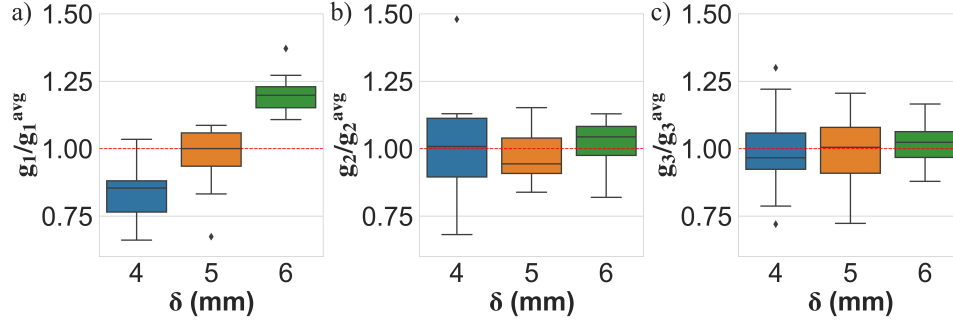 a)
1.50
1.25
1.00
0.75
g₁/g₁ᵃᵛᵍ
4 5 6
δ (mm)
b)
1.50
1.25
1.00
0.75
g₂/g₂ᵃᵛᵍ
4 5 6
δ (mm)
c)
1.50
1.25
1.00
0.75
g₃/g₃ᵃᵛᵍ
4 5 6
δ (mm)